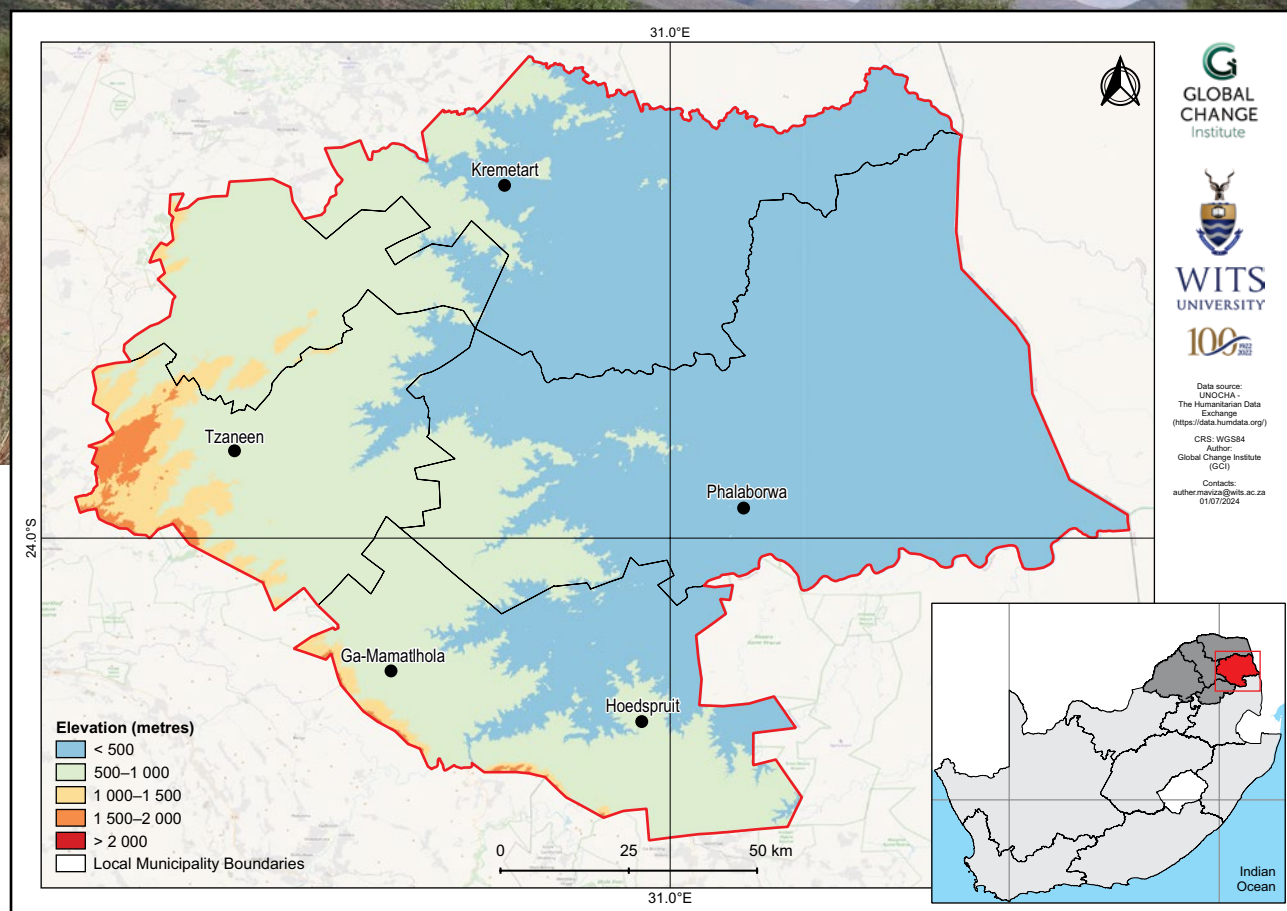 31.0°E
GLOBAL
CHANGE
Institute
Kremetart
WITS
UNIVERSITY
100 1922
2022
Data source:
UNOCHA -
The Humanitarian Data
Exchange
(https://data.humdata.org/)
CRS: WGS84
Author:
Global Change Institute
(GCI)
Contacts:
auther.maviza@wits.ac.za
01/07/2024
Tzaneen
Phalaborwa
24.0°S
Ga-Mamatlhola
Hoedspruit
Elevation (metres)
< 500
500–1 000
1 000–1 500
1 500–2 000
> 2 000
Local Municipality Boundaries
0 25 50 km
31.0°E
Indian
Ocean